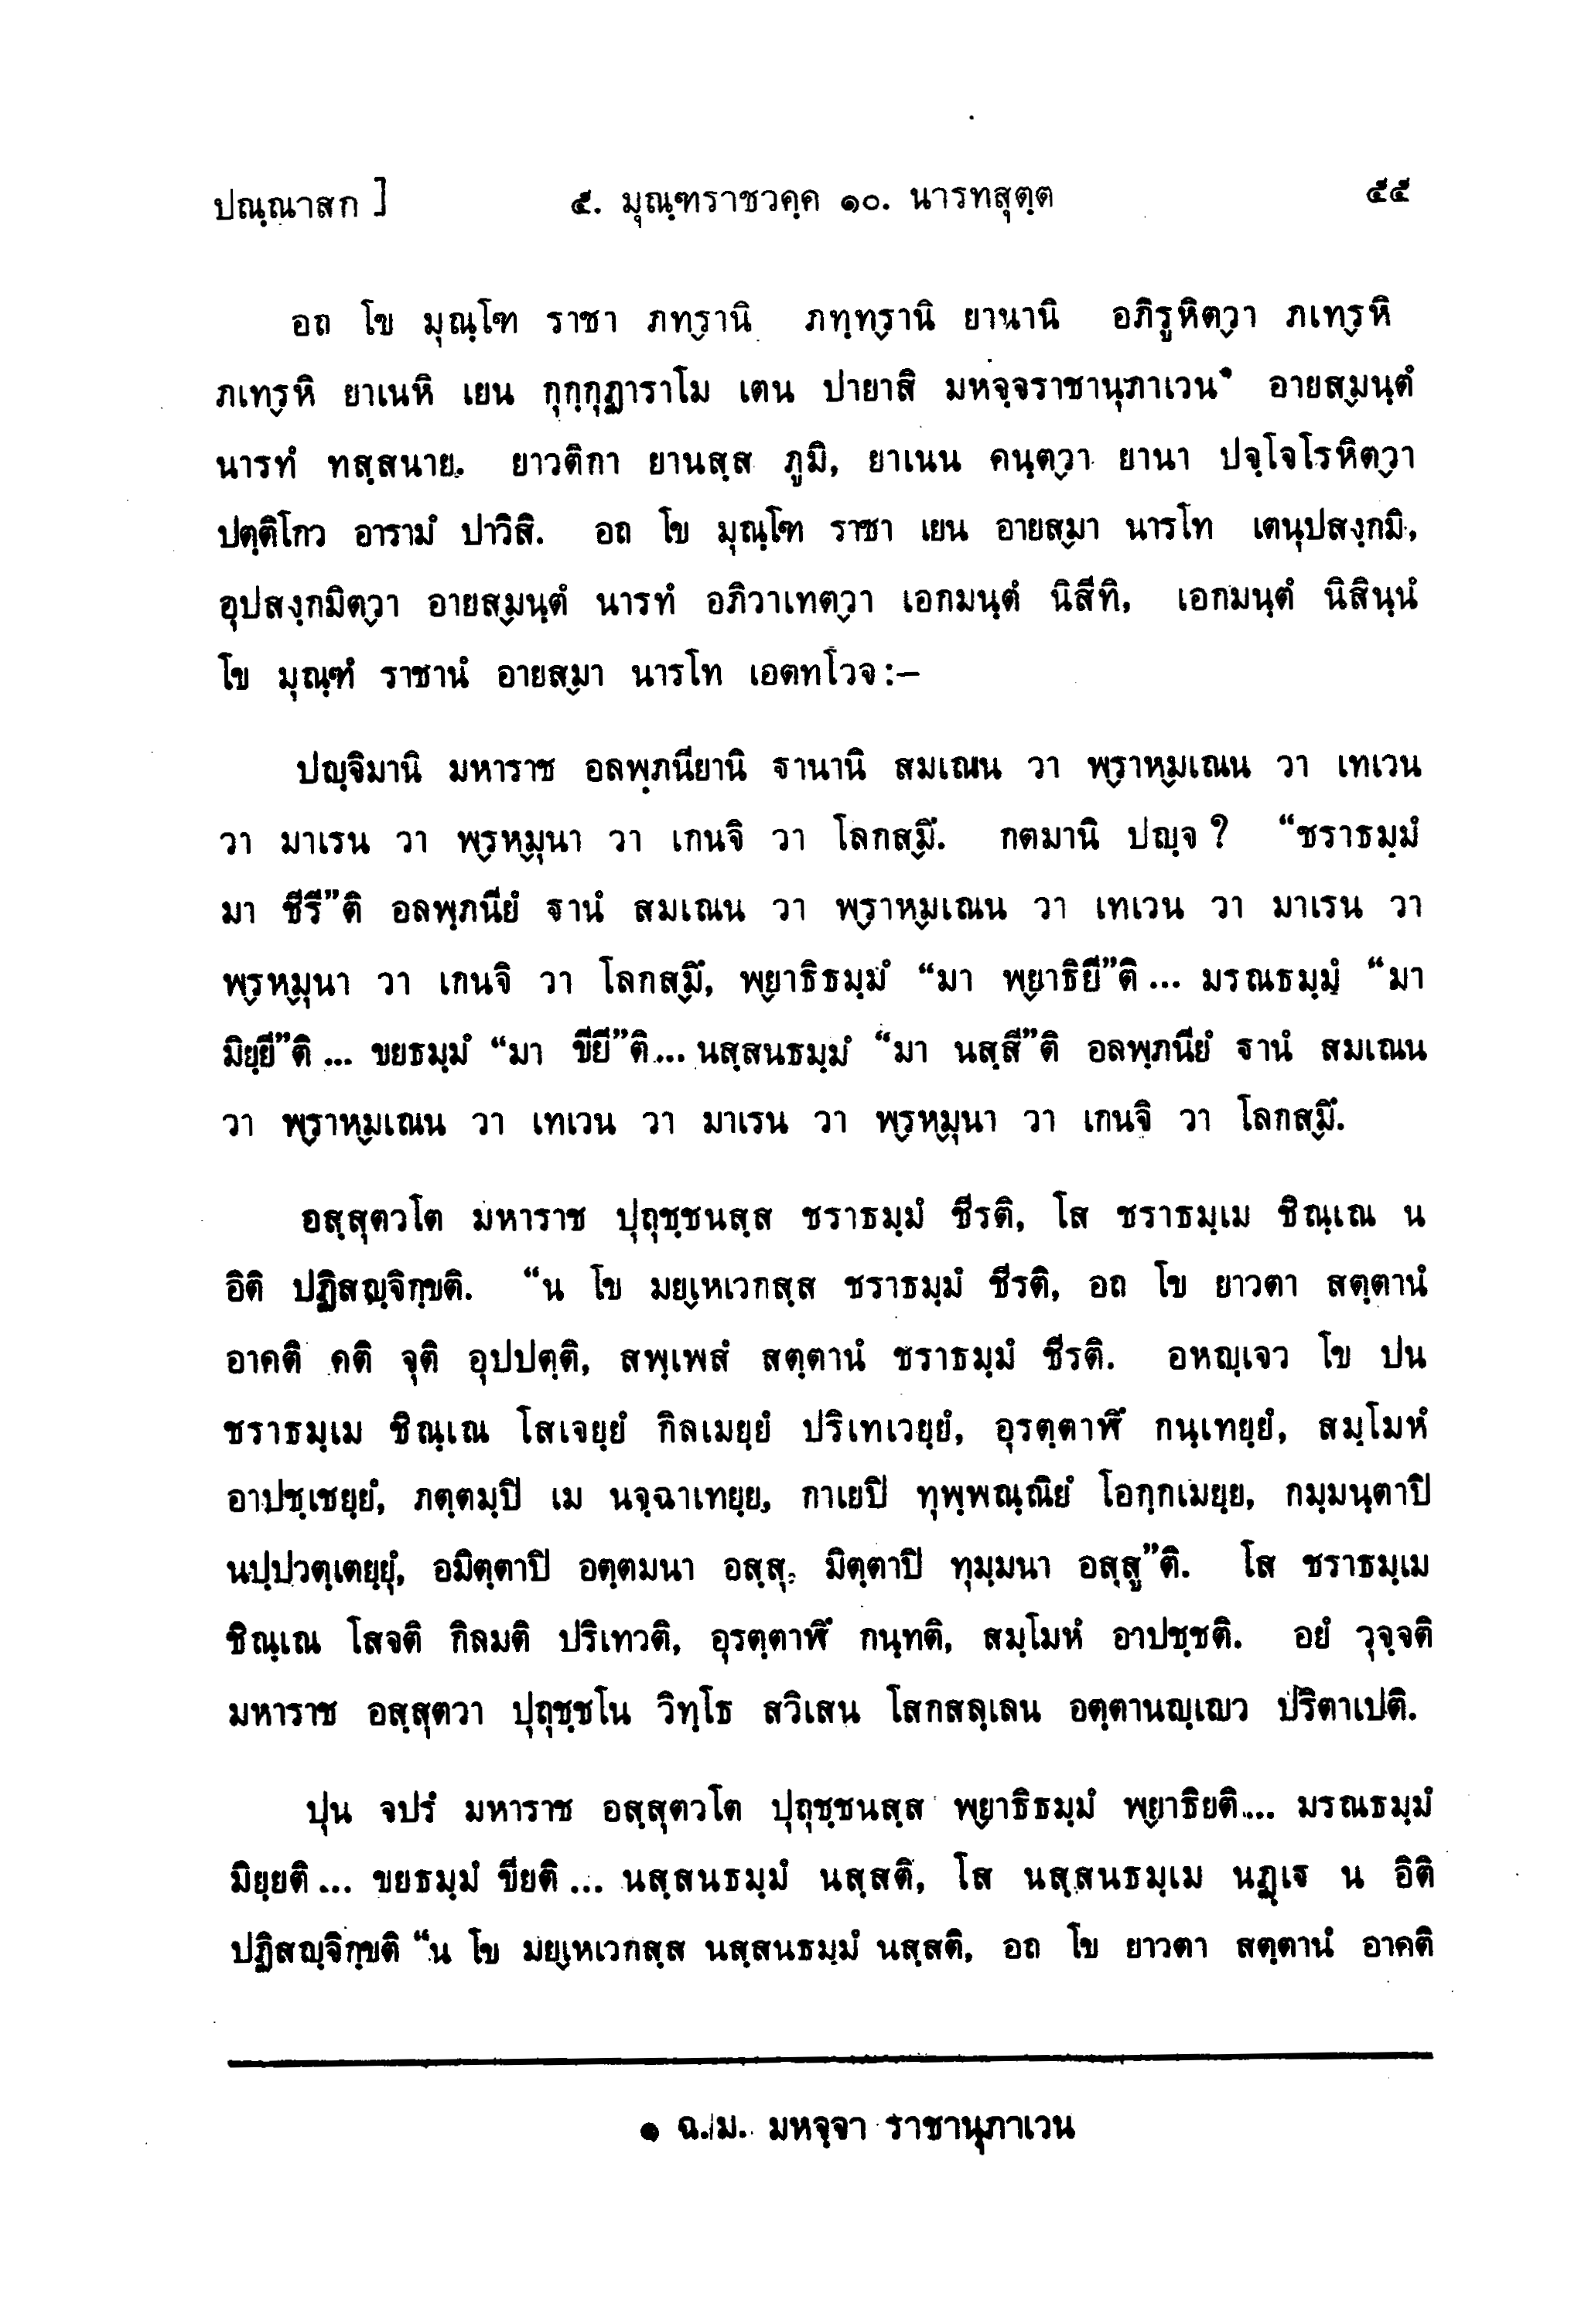 ปณฺณาสก ] ๕. มุณฺฑราชวคฺค ๑๐. นารทสุตฺต ๕๕
อถ โข มุณฺโฑ ราชา ภทฺรานิ ภทฺทฺรานิ ยานานิ อภิรูหิตฺวา ภเทฺรหิ
ภเทฺรหิ ยาเนหิ เยน กุกฺกุฏาราโม เตน ปายาสิ มหจฺจราชานุภาเวน๑ อายสฺมนฺตํ
นารทํ ทสฺสนาย. ยาวติกา ยานสฺส ภูมิ, ยาเนน คนฺตฺวา ยานา ปจฺโจโรหิตฺวา
ปตฺติโกว อารามํ ปาวิสิ. อถ โข มุณฺโฑ ราชา เยน อายสฺมา นารโท เตนุปสงฺกมิ,
อุปสงฺกมิตฺวา อายสฺมนฺตํ นารทํ อภิวาเทตฺวา เอกมนฺตํ นิสีทิ, เอกมนฺตํ นิสินฺนํ
โข มุณฺฑํ ราชานํ อายสฺมา นารโท เอตทโวจ :–
ปญฺจิมานิ มหาราช อลพฺภนียานิ ฐานานิ สมเณน วา พฺราหฺมเณน วา เทเวน
วา มาเรน วา พฺรหฺมุนา วา เกนจิ วา โลกสฺมึ. กตมานิ ปญฺจ ? “ชราธมฺมํ
มา ชีรี”ติ อลพฺภนียํ ฐานํ สมเณน วา พฺราหฺมเณน วา เทเวน วา มาเรน วา
พฺรหฺมุนา วา เกนจิ วา โลกสฺมึ, พฺยาธิธมฺมํ “มา พฺยาธิยี”ติ ... มรณธมฺมํ “มา
มิยฺยี”ติ ... ขยธมฺมํ “มา ขียี”ติ ... นสฺสนธมฺมํ “มา นสฺสี”ติ อลพฺภนียํ ฐานํ สมเณน
วา พฺราหฺมเณน วา เทเวน วา มาเรน วา พฺรหฺมุนา วา เกนจิ วา โลกสฺมึ.
อสฺสุตวโต มหาราช ปุถุชฺชนสฺส ชราธมฺมํ ชีรติ, โส ชราธมฺเม ชิณฺเณ น
อิติ ปฏิสญฺจิกฺขติ. “น โข มยฺเหเวกสฺส ชราธมฺมํ ชีรติ, อถ โข ยาวตา สตฺตานํ
อาคติ คติ จุติ อุปปตฺติ, สพฺเพสํ สตฺตานํ ชราธมฺมํ ชีรติ. อหญฺเจว โข ปน
ชราธมฺเม ชิณฺเณ โสเจยฺยํ กิลเมยฺยํ ปริเทเวยฺยํ, อุรตฺตาฬึ กนฺเทยฺยํ, สมฺโมหํ
อาปชฺเชยฺยํ, ภตฺตมฺปิ เม นจฺฉาเทยฺย, กาเยปิ ทุพฺพณฺณิยํ โอกฺกเมยฺย, กมฺมนฺตาปิ
นปฺปวตฺเตยฺยุํ, อมิตฺตาปิ อตฺตมนา อสฺสุ, มิตฺตาปิ ทุมฺมนา อสฺสู”ติ. โส ชราธมฺเม
ชิณฺเณ โสจติ กิลมติ ปริเทวติ, อุรตฺตาฬึ กนฺทติ, สมฺโมหํ อาปชฺชติ. อยํ วุจฺจติ
มหาราช อสฺสุตวา ปุถุชฺชโน วิทฺโธ สวิเสน โสกสลฺเลน อตฺตานญฺเญว ปริตาเปติ.
ปุน จปรํ มหาราช อสฺสุตวโต ปุถุชฺชนสฺส พฺยาธิธมฺมํ พฺยาธิยติ ... มรณธมฺมํ
มิยฺยติ ... ขยธมฺมํ ขียติ ... นสฺสนธมฺมํ นสฺสติ, โส นสฺสนธมฺเม นฏฺเฐ น อิติ
ปฏิสญฺจิกฺขติ “น โข มยฺเหเวกสฺส นสฺสนธมฺมํ นสฺสติ, อถ โข ยาวตา สตฺตานํ อาคติ
๑ ฉ.ม. มหจฺจา ราชานุภาเวน